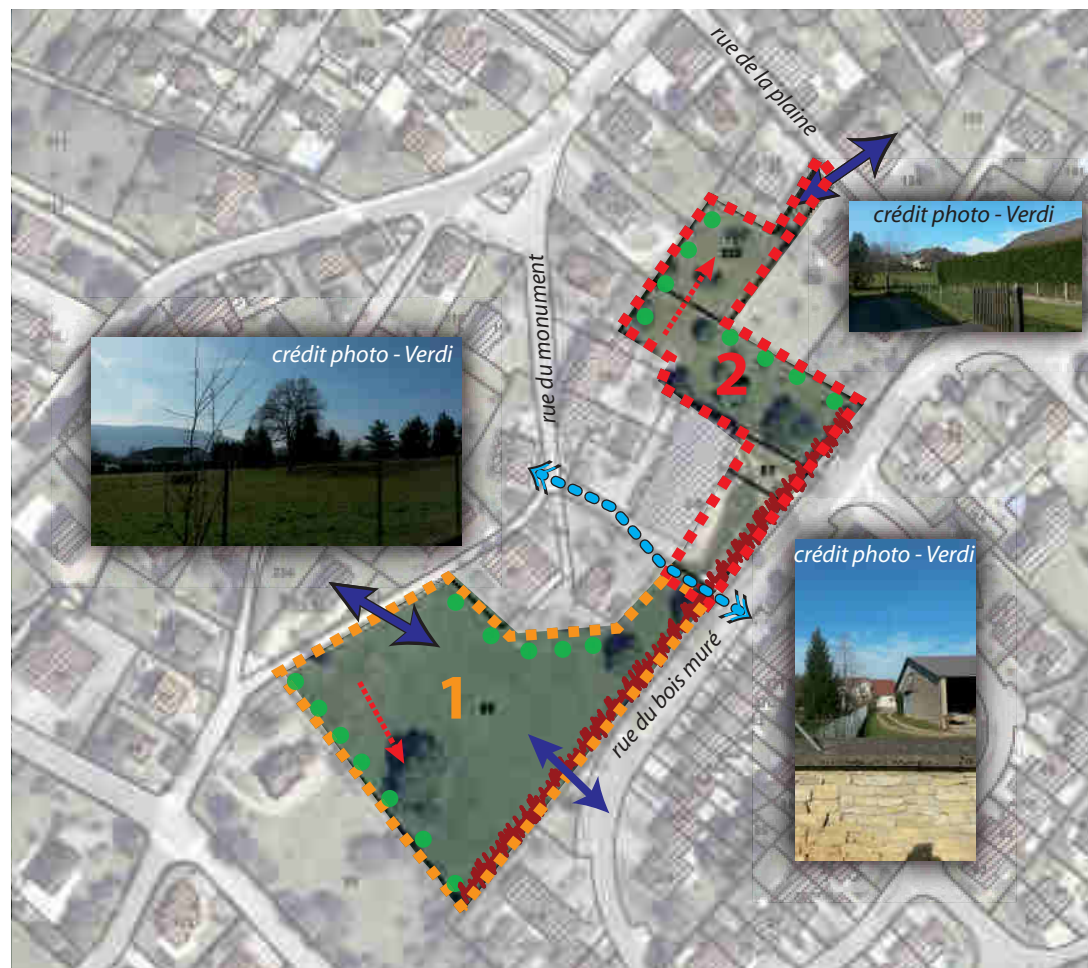 rue de la plaine
crédit photo - Verdi
rue du monument
crédit photo - Verdi
2
crédit photo - Verdi
1
rue du bois muré